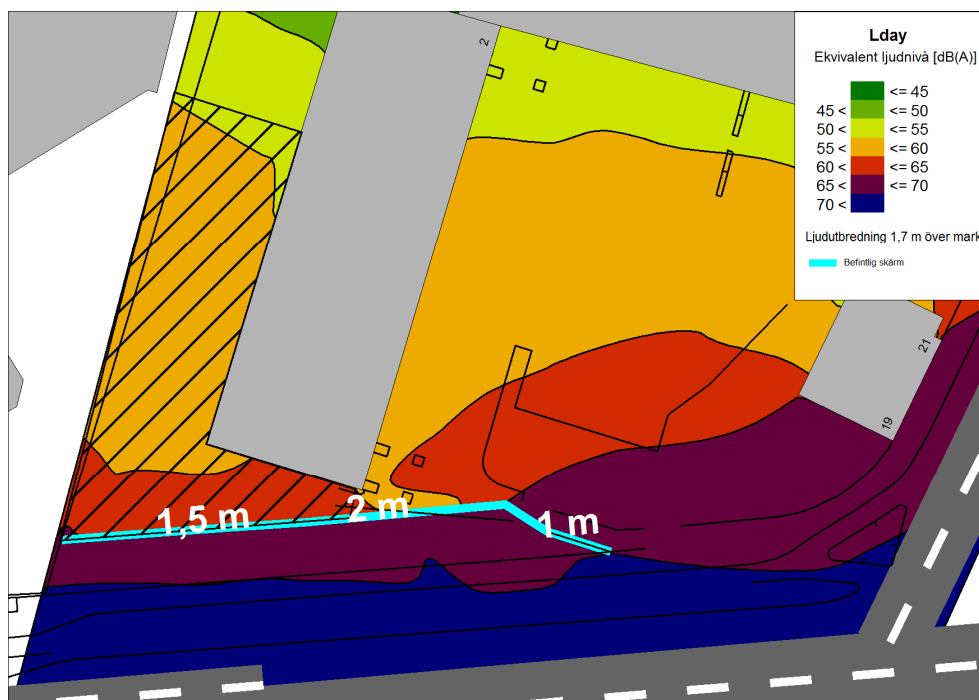 Lday
Ekvivalent ljudnivå [dB(A)]
<= 45
45 < <= 50
50 < <= 55
55 < <= 60
60 < <= 65
65 < <= 70
70 <
Ljudutbredning 1,7 m över mark
Befintlig skärm
2
21
19
1,5 m
2 m
1 m